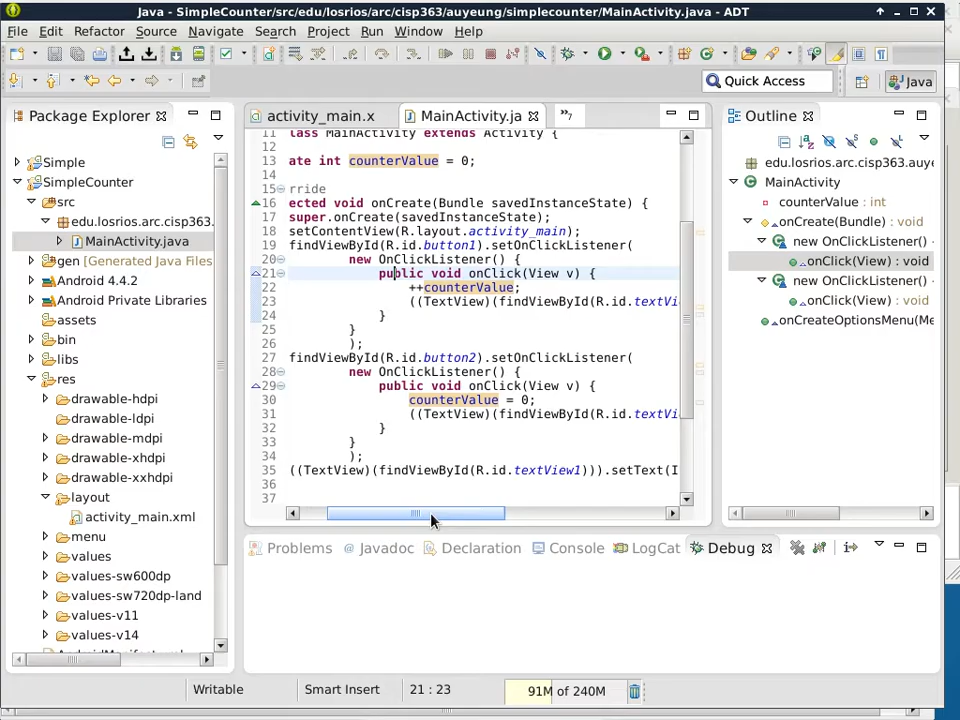 Java - SimpleCounter/src/edu/losrios/arc/cisp363/auyeung/simplecounter/MainActivity.java - ADT
File Edit Refactor Source Navigate Search Project Run Window Help
Quick Access
Java
Package Explorer
Simple
SimpleCounter
src
edu.losrios.arc.cisp363.
MainActivity.java
gen [Generated Java Files
Android 4.4.2
Android Private Libraries
assets
bin
libs
res
drawable-hdpi
drawable-ldpi
drawable-mdpi
drawable-xhdpi
drawable-xxhdpi
layout
activity_main.xml
menu
values
values-sw600dp
values-sw720dp-land
values-v11
values-v14
activity_main.x
MainActivity.ja
»7
11 lass MainActivity extends Activity {
12
13 ate int counterValue = 0;
14
15 rride
16 ected void onCreate(Bundle savedInstanceState) {
17 super.onCreate(savedInstanceState);
18 setContentView(R.layout.activity_main);
19 findViewById(R.id.button1).setOnClickListener(
20 new OnClickListener() {
21 public void onClick(View v) {
22 ++counterValue;
23 ((TextView)(findViewById(R.id.textVi
24 }
25 }
26 );
27 findViewById(R.id.button2).setOnClickListener(
28 new OnClickListener() {
29 public void onClick(View v) {
30 counterValue = 0;
31 ((TextView)(findViewById(R.id.textVi
32 }
33 }
34 );
35 ((TextView)(findViewById(R.id.textView1))).setText(I
36
37
Outline
edu.losrios.arc.cisp363.auye
MainActivity
counterValue : int
onCreate(Bundle) : void
new OnClickListener()
onClick(View) : void
new OnClickListener()
onClick(View) : void
onCreateOptionsMenu(Me
Problems @ Javadoc Declaration Console LogCat Debug
Writable Smart Insert 21 : 23 91M of 240M